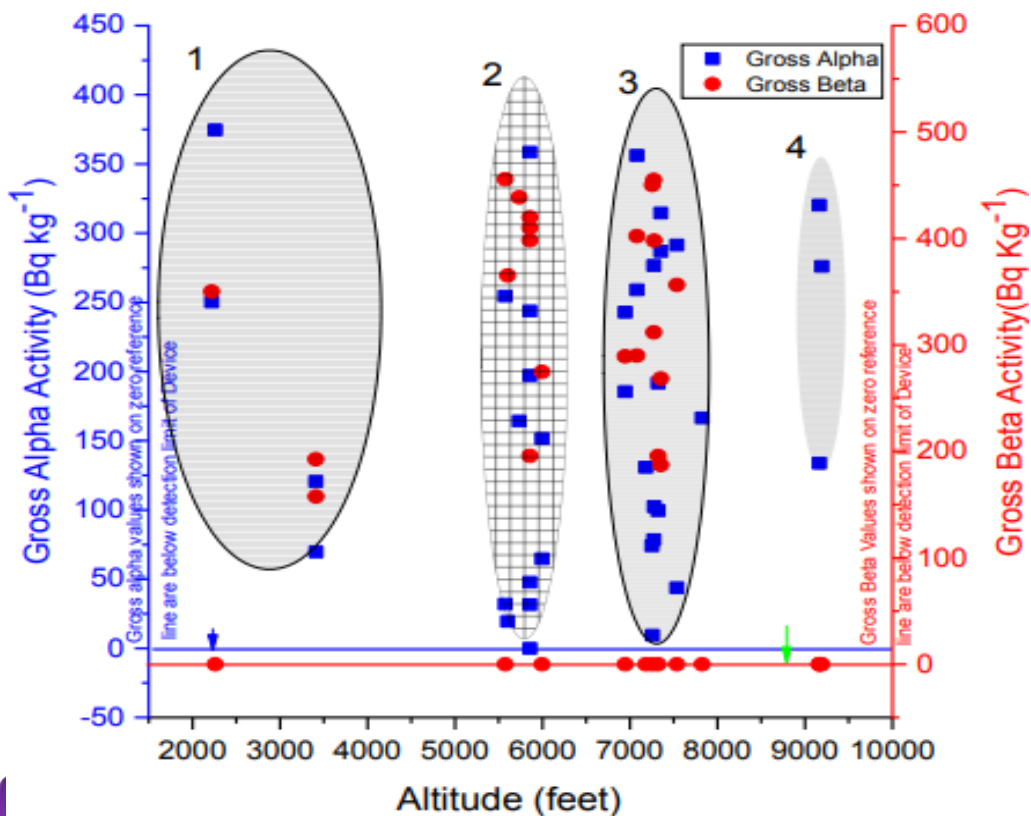 450
400
350
300
250
200
150
100
50
0
-50
Gross Alpha Activity (Bq kg⁻¹)
Gross alpha values shown on zero reference
line are below detection limit of Device
1
2
3
4
Gross Alpha
Gross Beta
Gross Beta Values shown on zero reference
line are below detection limit of Device
600
500
400
300
200
100
0
Gross Beta Activity(Bq Kg⁻¹)
2000 3000 4000 5000 6000 7000 8000 9000 10000
Altitude (feet)